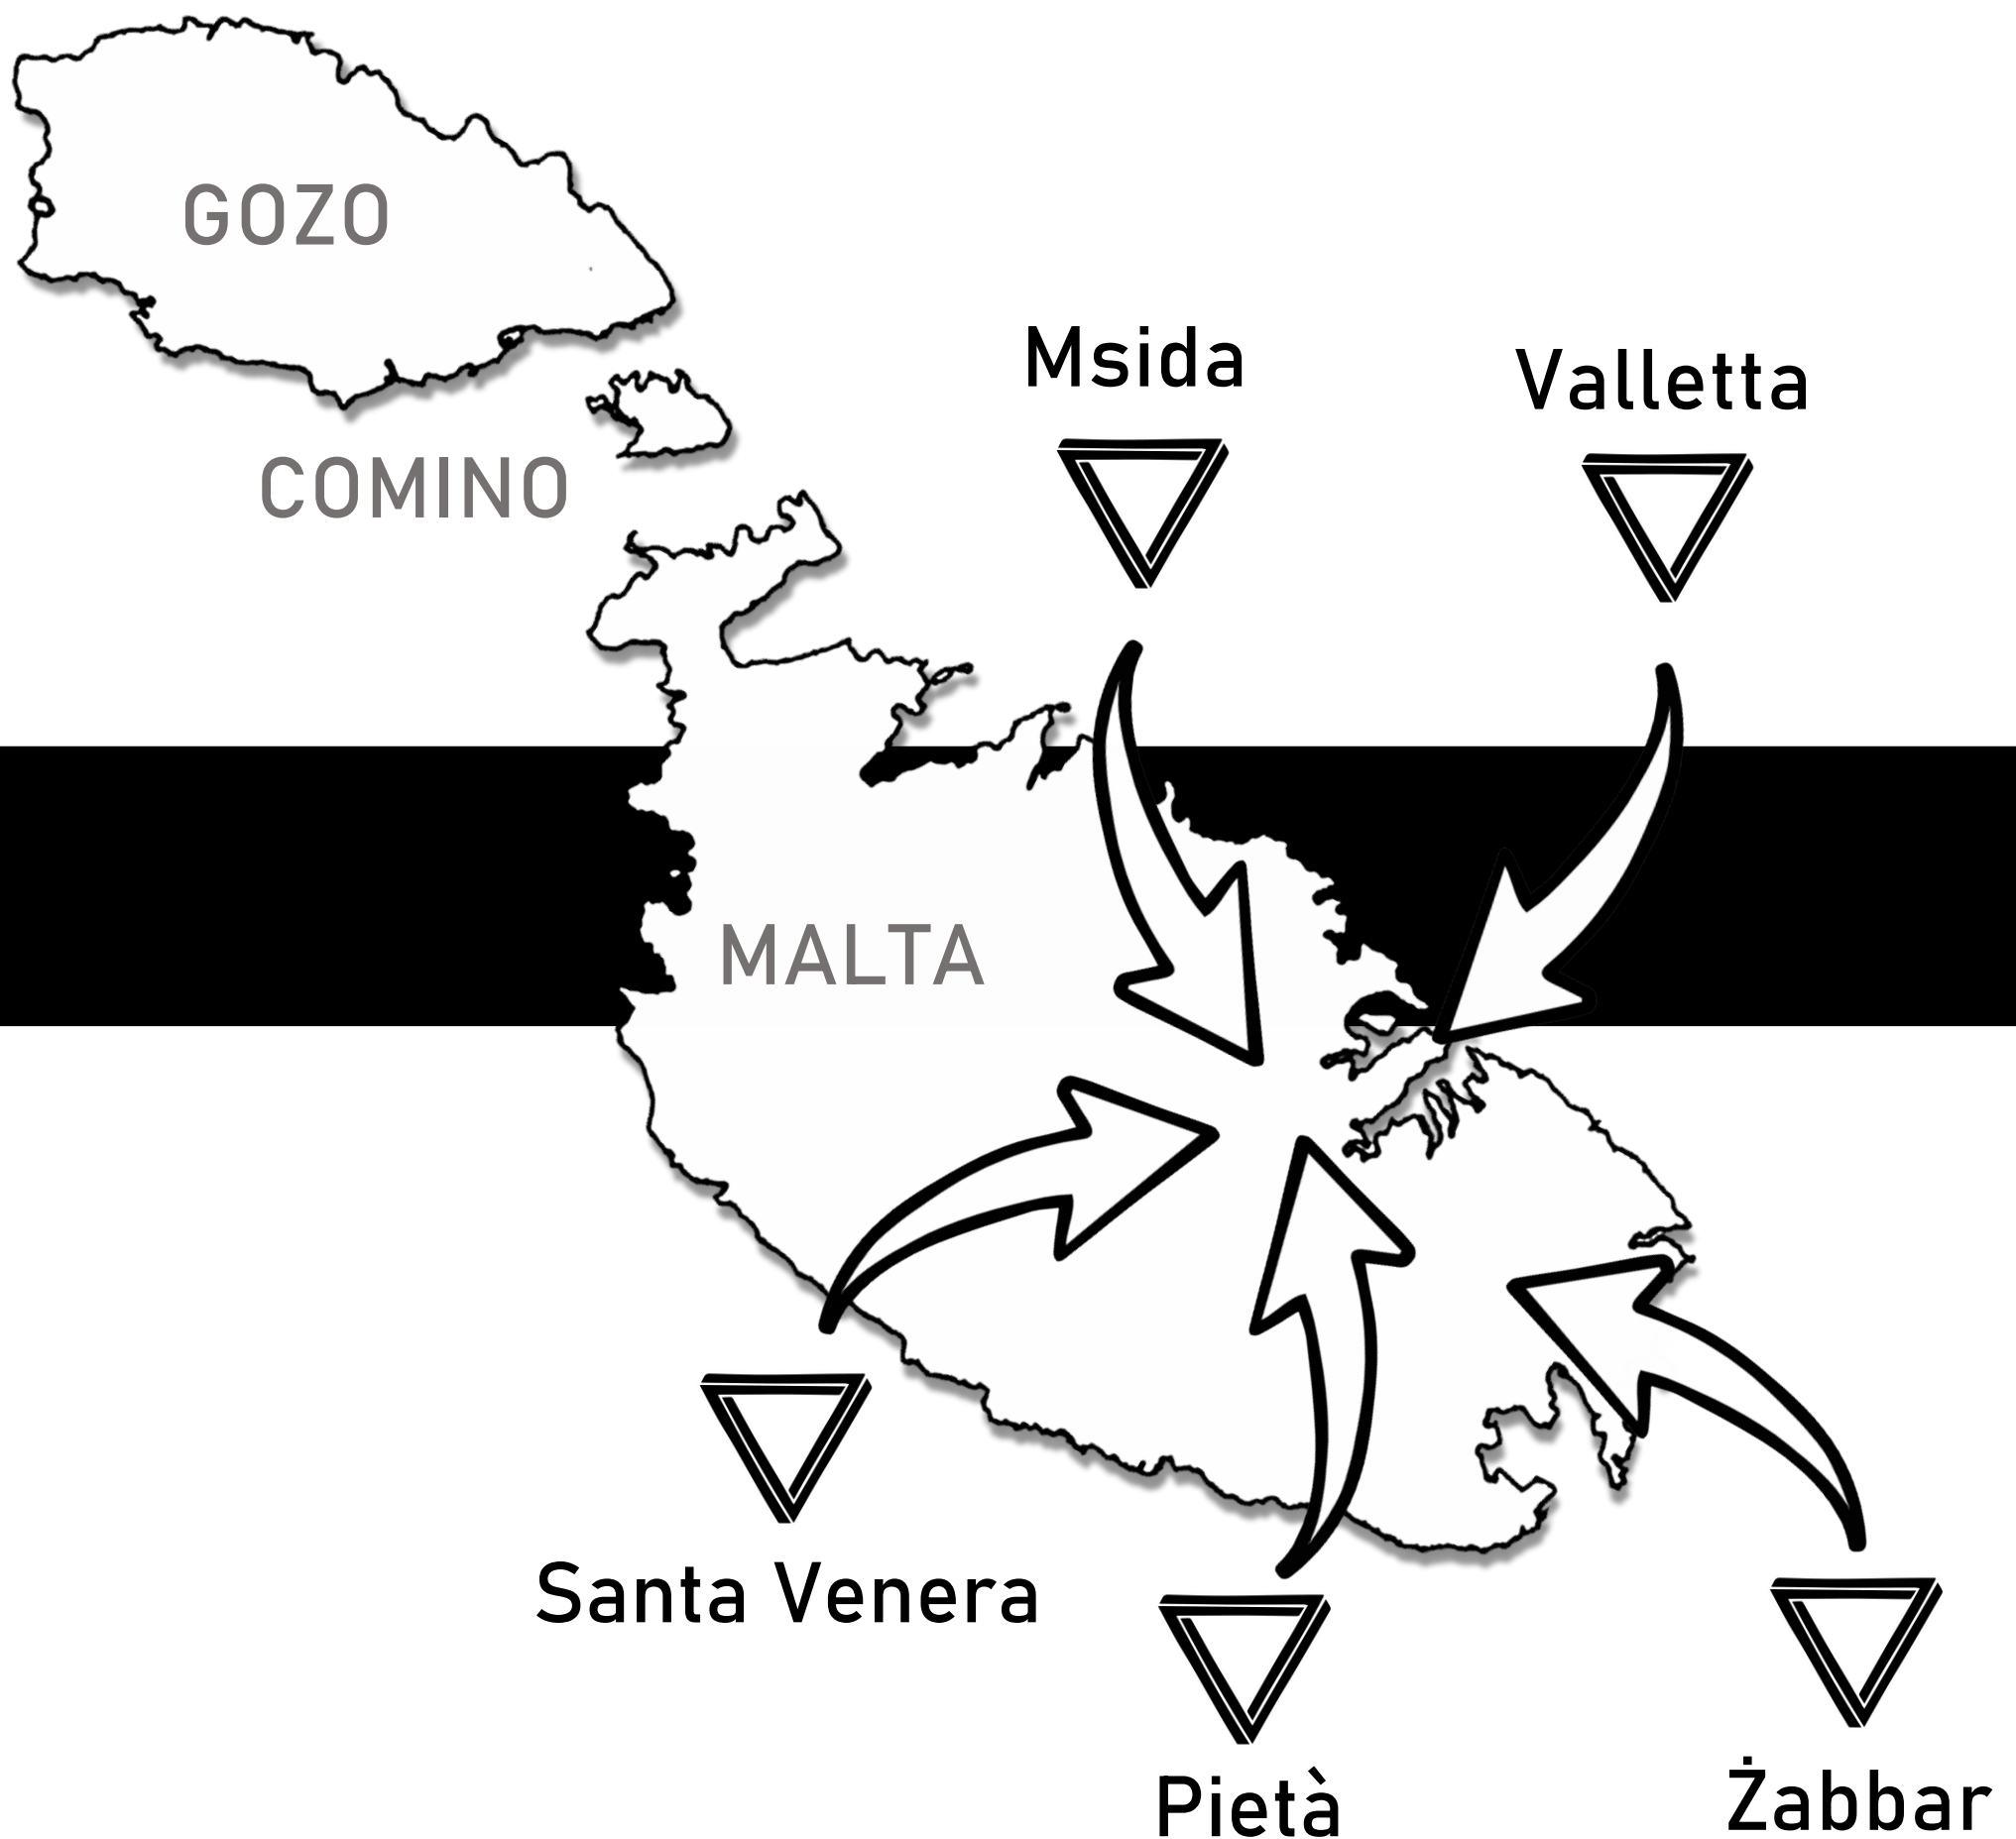 GOZO
Msida
Valletta
COMINO
MALTA
Santa Venera
Pietà
Żabbar